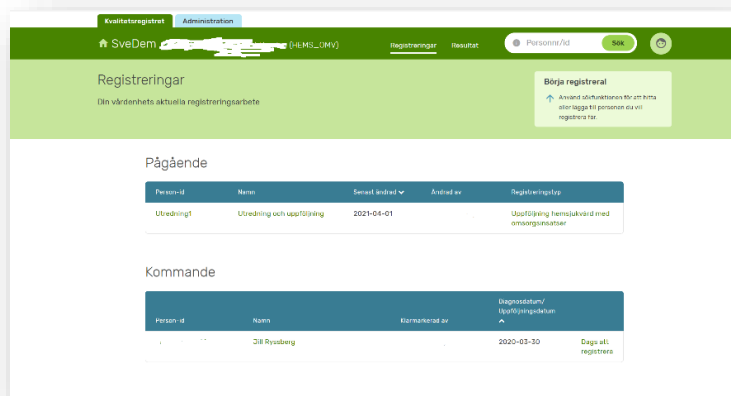 Kvalitetsregistret Administration
SveDem (HEMS_OMV) Registreringar Resultat Personnr/id Sök
Registreringar
Din vårdenhets aktuella registreringsarbete
Börja registrera!
Använd sökfunktionen för att hitta
eller lägga till personen du vill
registrera för.
Pågående
Person-id Namn Senast ändrad Ändrad av Registreringstyp
Utredning1 Utredning och uppföljning 2021-04-01 Uppföljning hemsjukvård med
omsorgsinsatser
Kommande
Diagnosdatum/
Uppföljningsdatum
Person-id Namn Klarmarkerad av
Jill Ryssberg 2020-03-30 Dags att
registrera